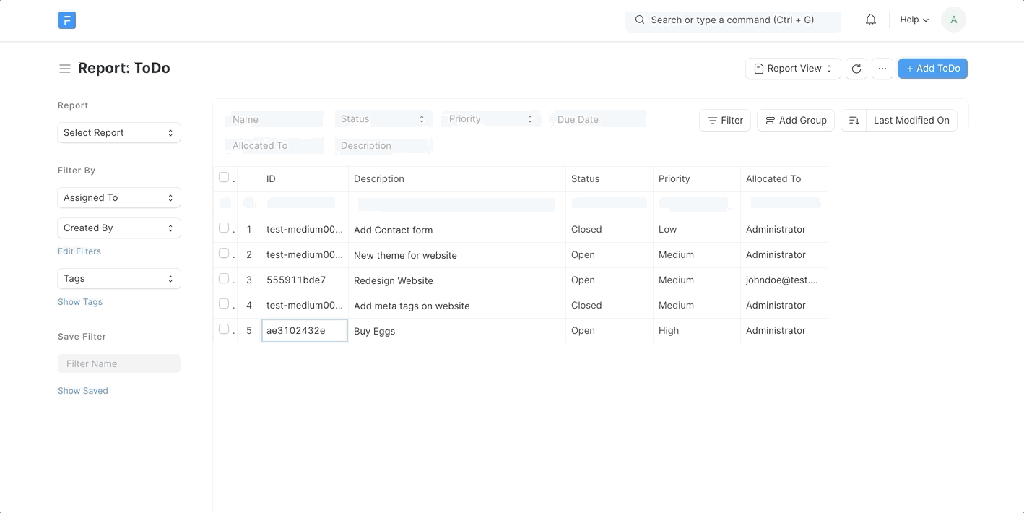 F
Search or type a command (Ctrl + G)
Help
A
Report: ToDo
Report View
...
+ Add ToDo
Report
Select Report
Filter By
Assigned To
Created By
Edit Filters
Tags
Show Tags
Save Filter
Filter Name
Show Saved
Name Status Priority Due Date
Allocated To Description
Filter Add Group Last Modified On
ID Description Status Priority Allocated To
1 test-medium00... Add Contact form Closed Low Administrator
2 test-medium00... New theme for website Open Medium Administrator
3 555911bde7 Redesign Website Open Medium johndoe@test....
4 test-medium00... Add meta tags on website Closed Medium Administrator
5 ae3102432e Buy Eggs Open High Administrator